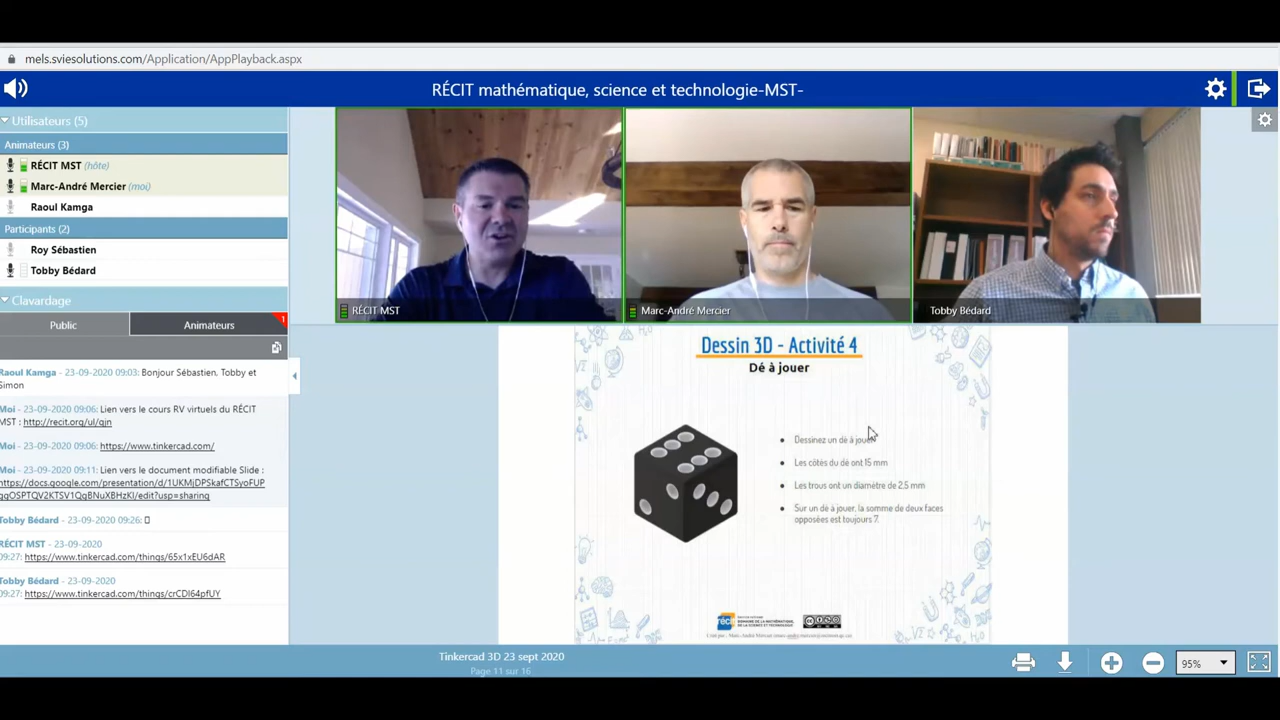 mels.sviesolutions.com/Application/AppPlayback.aspx
RÉCIT mathématique, science et technologie-MST-
Utilisateurs (5)
Animateurs (3)
RÉCIT MST (hôte)
Marc-André Mercier (moi)
Raoul Kamga
Participants (2)
Roy Sébastien
Tobby Bédard
Clavardage
Public
Animateurs
1
Raoul Kamga - 23-09-2020 09:03: Bonjour Sébastien, Tobby et
Simon
Moi - 23-09-2020 09:06: Lien vers le cours RV virtuels du RÉCIT
MST : http://recit.org/ul/qjn
Moi - 23-09-2020 09:06: https://www.tinkercad.com/
Moi - 23-09-2020 09:11: Lien vers le document modifiable Slide :
https://docs.google.com/presentation/d/1UKMjDPSkafCTSyoFUP
Tobby Bédard - 23-09-2020 09:26:
RÉCIT MST - 23-09-2020
09:27: https://www.tinkercad.com/things/65x1xEU6dAR
Tobby Bédard - 23-09-2020
09:27: https://www.tinkercad.com/things/crCDI64pfUY
RÉCIT MST
Marc-André Mercier
Tobby Bédard
Dessin 3D - Activité 4
Dé à jouer
Dessinez un dé à jouer
Les côtés du dé ont 15 mm
Les trous ont un diamètre de 2.5 mm
Sur un dé à jouer, la somme de deux faces
opposées est toujours 7.
Tinkercad 3D 23 sept 2020
Page 11 sur 16
95%